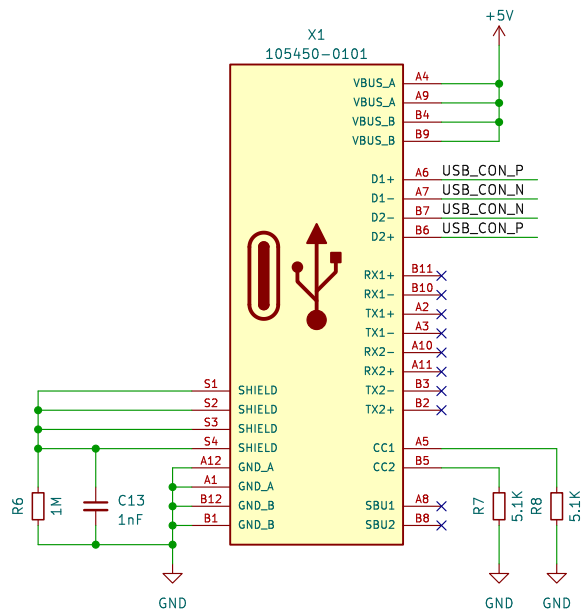 +5V
X1
105450-0101
VBUS_A A4
VBUS_A A9
VBUS_B B4
VBUS_B B9
D1+ A6 USB_CON_P
D1- A7 USB_CON_N
D2- B7 USB_CON_N
D2+ B6 USB_CON_P
RX1+ B11
RX1- B10
TX1+ A2
TX1- A3
RX2- A10
RX2+ A11
S1 SHIELD TX2- B3
S2 SHIELD TX2+ B2
S3 SHIELD
S4 SHIELD CC1 A5
A12 GND_A CC2 B5
A1 GND_A
B12 GND_B SBU1 A8
B1 GND_B SBU2 B8
R6 1M
C13
1nF
R7 5.1K
R8 5.1K
GND GND GND